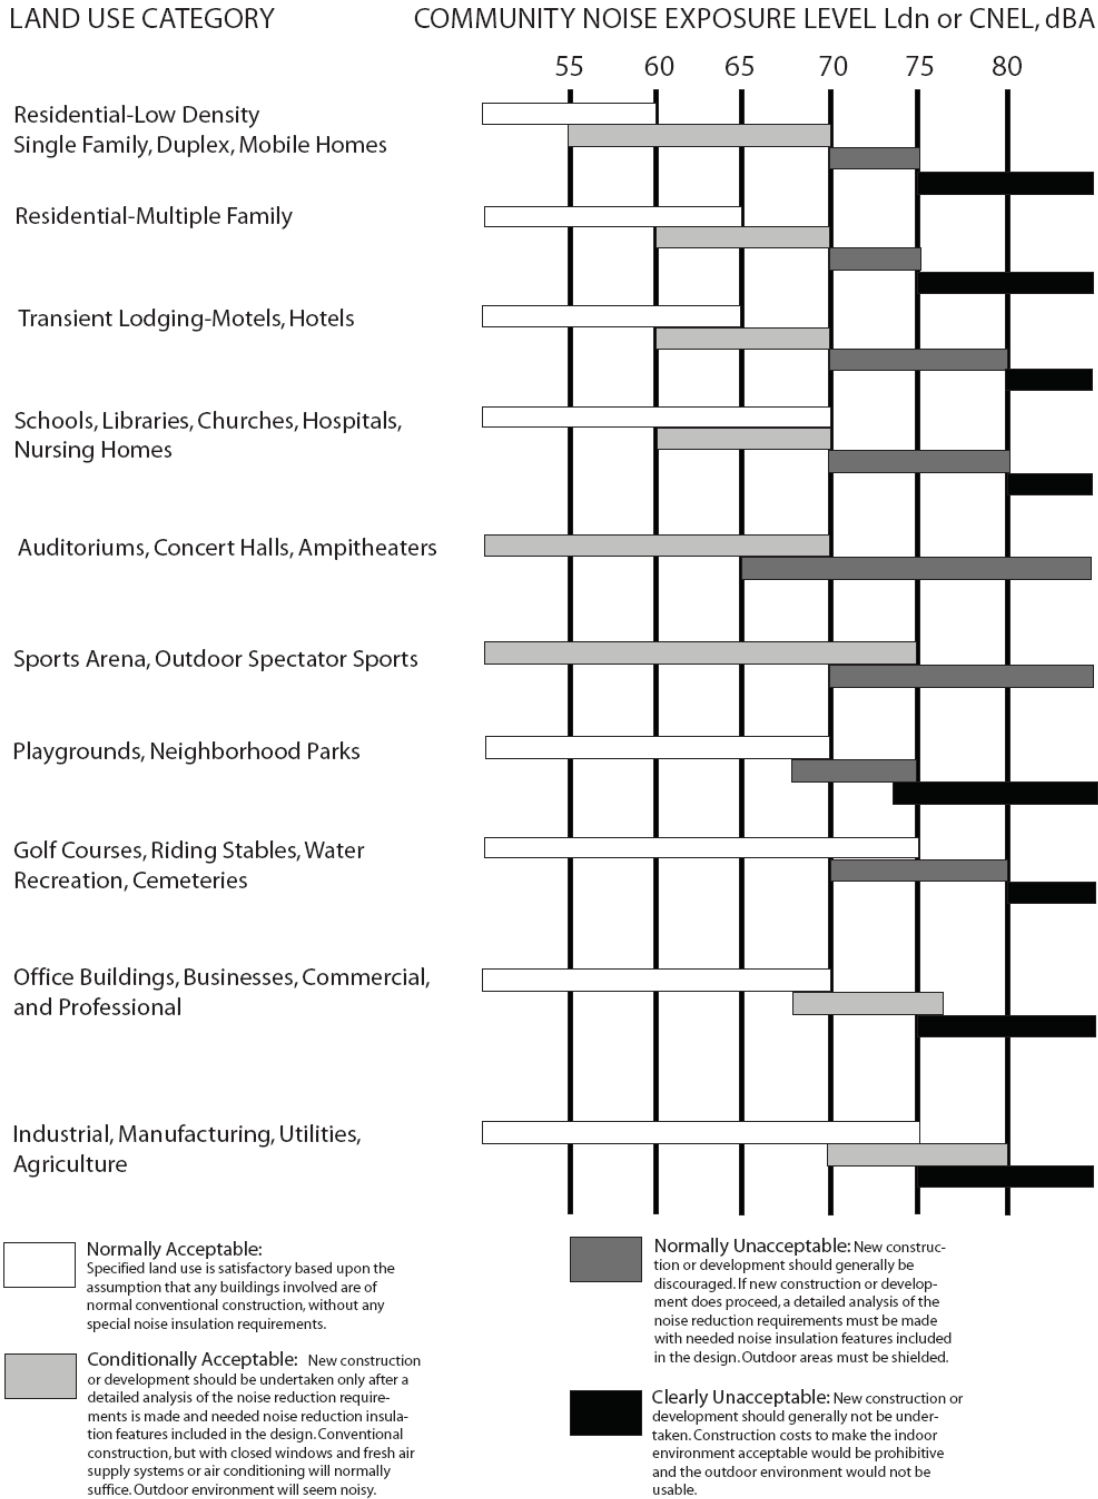 LAND USE CATEGORY
COMMUNITY NOISE EXPOSURE LEVEL Ldn or CNEL, dBA
55 60 65 70 75 80
Residential-Low Density
Single Family, Duplex, Mobile Homes
Residential-Multiple Family
Transient Lodging-Motels, Hotels
Schools, Libraries, Churches, Hospitals,
Nursing Homes
Auditoriums, Concert Halls, Ampitheaters
Sports Arena, Outdoor Spectator Sports
Playgrounds, Neighborhood Parks
Golf Courses, Riding Stables, Water
Recreation, Cemeteries
Office Buildings, Businesses, Commercial,
and Professional
Industrial, Manufacturing, Utilities,
Agriculture
Normally Acceptable:
Specified land use is satisfactory based upon the
assumption that any buildings involved are of
normal conventional construction, without any
special noise insulation requirements.
Conditionally Acceptable: New construction
or development should be undertaken only after a
detailed analysis of the noise reduction require-
ments is made and needed noise reduction insula-
tion features included in the design. Conventional
construction, but with closed windows and fresh air
supply systems or air conditioning will normally
suffice. Outdoor environment will seem noisy.
Normally Unacceptable: New construc-
tion or development should generally be
discouraged. If new construction or develop-
ment does proceed, a detailed analysis of the
noise reduction requirements must be made
with needed noise insulation features included
in the design. Outdoor areas must be shielded.
Clearly Unacceptable: New construction or
development should generally not be under-
taken. Construction costs to make the indoor
environment acceptable would be prohibitive
and the outdoor environment would not be
usable.